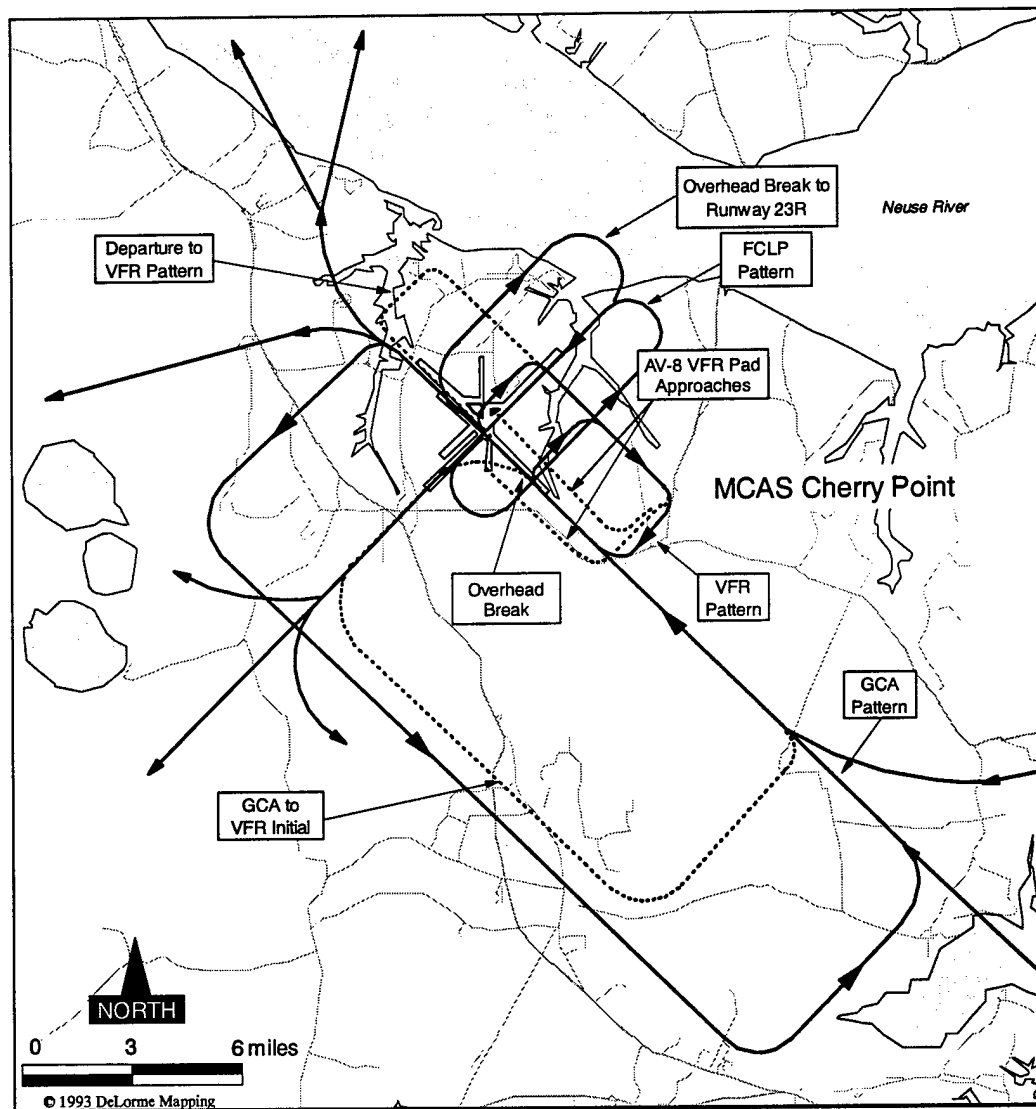 Overhead Break to
Runway 23R
Neuse River
Departure to
VFR Pattern
FCLP
Pattern
AV-8 VFR Pad
Approaches
MCAS Cherry Point
Overhead
Break
VFR
Pattern
GCA
Pattern
GCA to
VFR Initial
NORTH
0 3 6 miles
© 1993 DeLorme Mapping